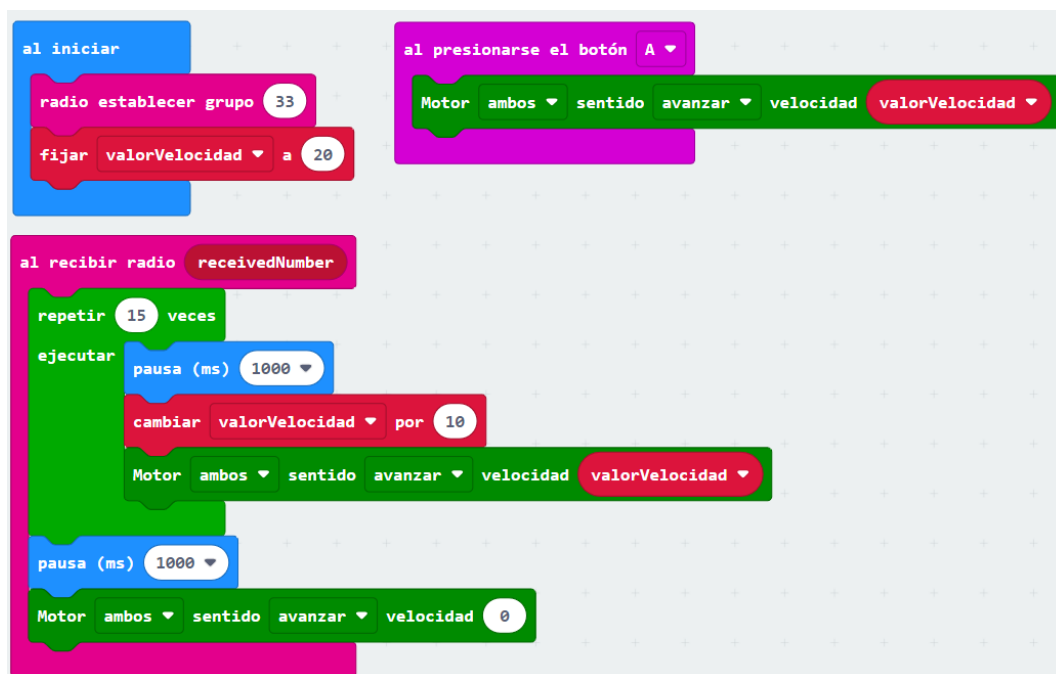 al iniciar
radio establecer grupo 33
fijar valorVelocidad a 20
al presionarse el botón A
Motor ambos sentido avanzar velocidad valorVelocidad
al recibir radio receivedNumber
repetir 15 veces
ejecutar
pausa (ms) 1000
cambiar valorVelocidad por 10
Motor ambos sentido avanzar velocidad valorVelocidad
pausa (ms) 1000
Motor ambos sentido avanzar velocidad 0